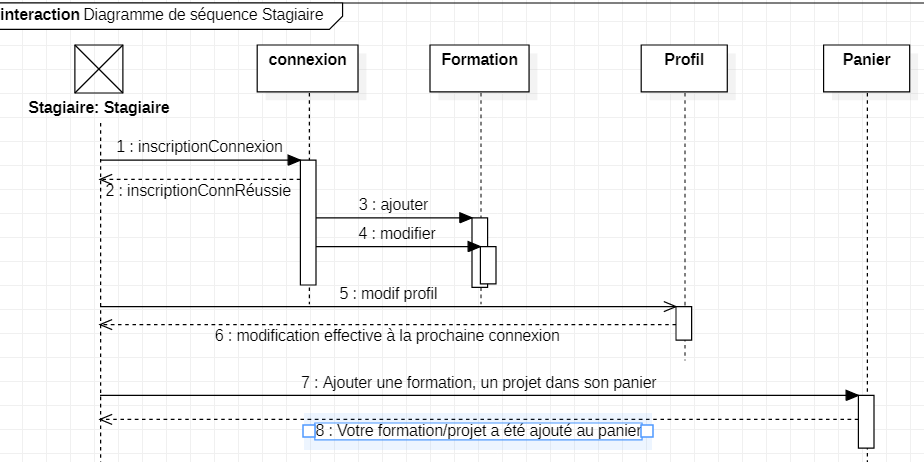 interaction Diagramme de séquence Stagiaire
connexion
Formation
Profil
Panier
Stagiaire: Stagiaire
1 : inscriptionConnexion
2 : inscriptionConnRéussie
3 : ajouter
4 : modifier
5 : modif profil
6 : modification effective à la prochaine connexion
7 : Ajouter une formation, un projet dans son panier
8 : Votre formation/projet a été ajouté au panier